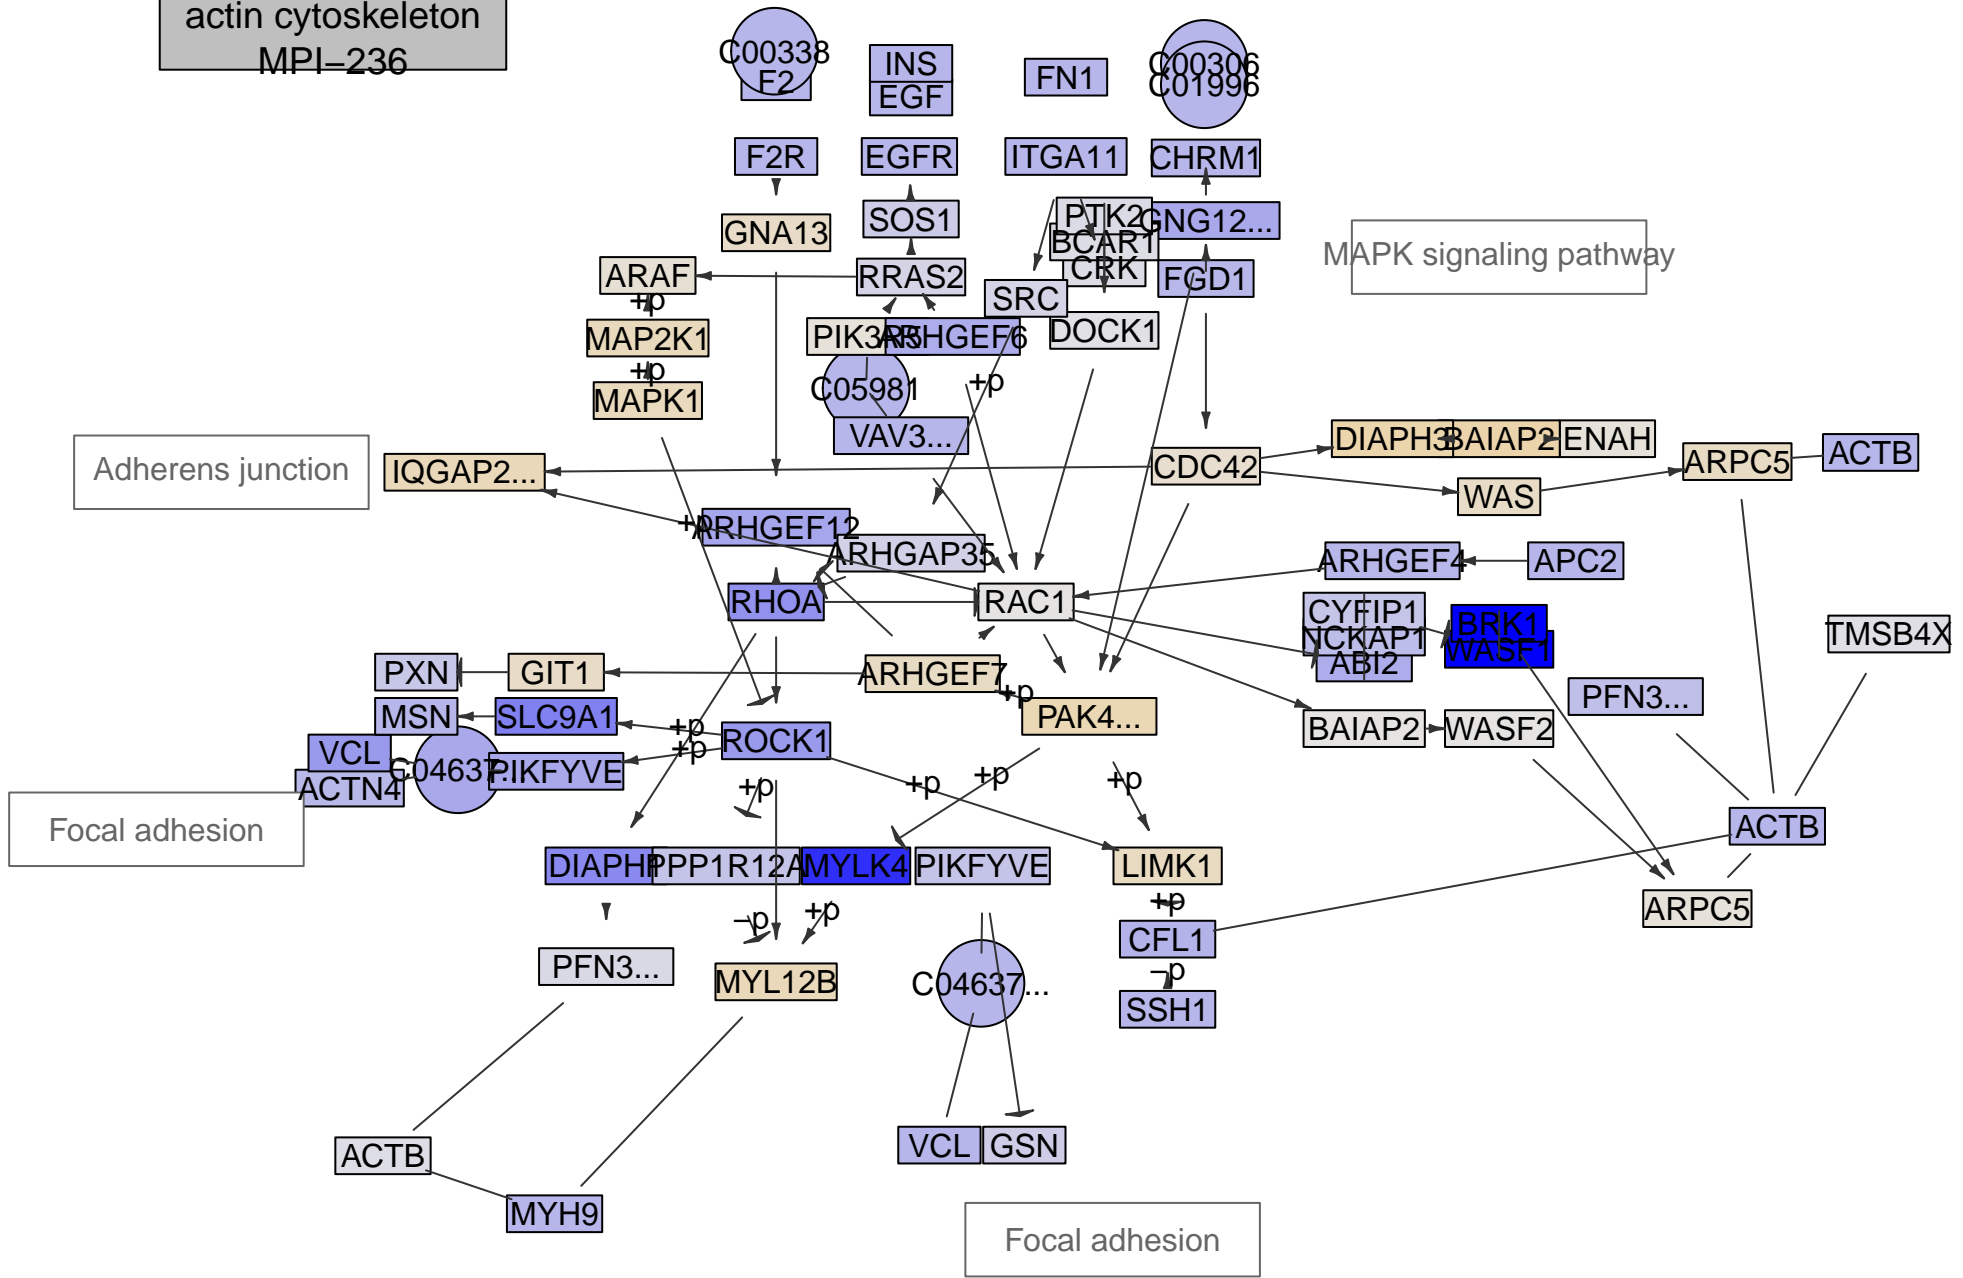 actin cytoskeleton
MPI−236
C00338
F2
INS
EGF
FN1
C00306
C01996
F2R
EGFR
ITGA11
CHRM1
GNA13
SOS1
PTK2
BCAR1
CRK
GNG12...
FGD1
MAPK signaling pathway
ARAF
+p
RRAS2
SRC
DOCK1
MAP2K1
+p
MAPK1
ARHGEF6
C05981
VAV3...
+p
Adherens junction
IQGAP2...
CDC42
DIAPH3
BAIAP2
ENAH
ARPC5
ACTB
WAS
+p
ARHGEF12
ARHGAP35
ARHGEF4
APC2
RHOA
RAC1
CYFIP1
NCKAP1
ABI2
BRK1
WASF1
TMSB4X
PXN
GIT1
ARHGEF7
+p
PAK4...
PFN3...
MSN
SLC9A1
+p
ROCK1
BAIAP2
WASF2
VCL
ACTN4
C04637...
PIKFYVE
+p
+p
+p
+p
+p
Focal adhesion
PPP1R12A
MYLK4
PIKFYVE
LIMK1
ACTB
−p
+p
+p
CFL1
ARPC5
PFN3...
MYL12B
C04637...
−p
SSH1
ACTB
VCL
GSN
MYH9
Focal adhesion